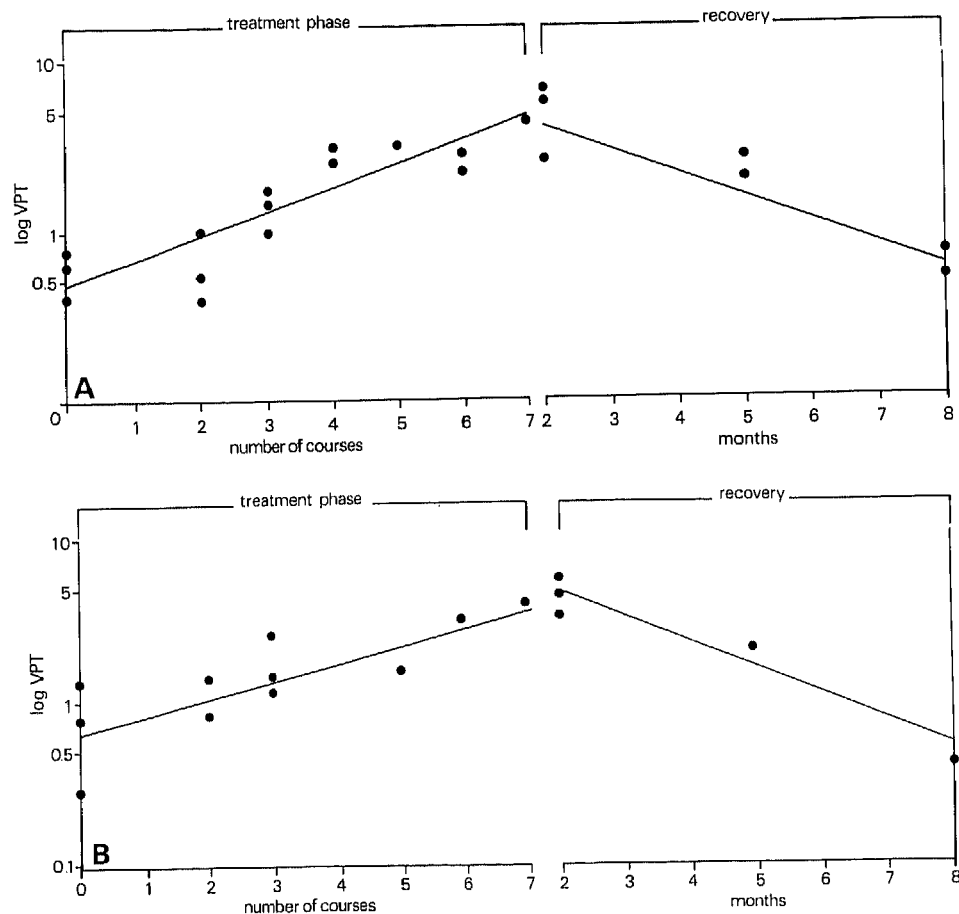 treatment phase recovery
10
5
log VPT
1
0.5
A
0 1 2 3 4 5 6 7 2 3 4 5 6 7 8
number of courses months
treatment phase recovery
10
5
log VPT
1
0.5
B
0.1
0 1 2 3 4 5 6 7 2 3 4 5 6 7 8
number of courses months